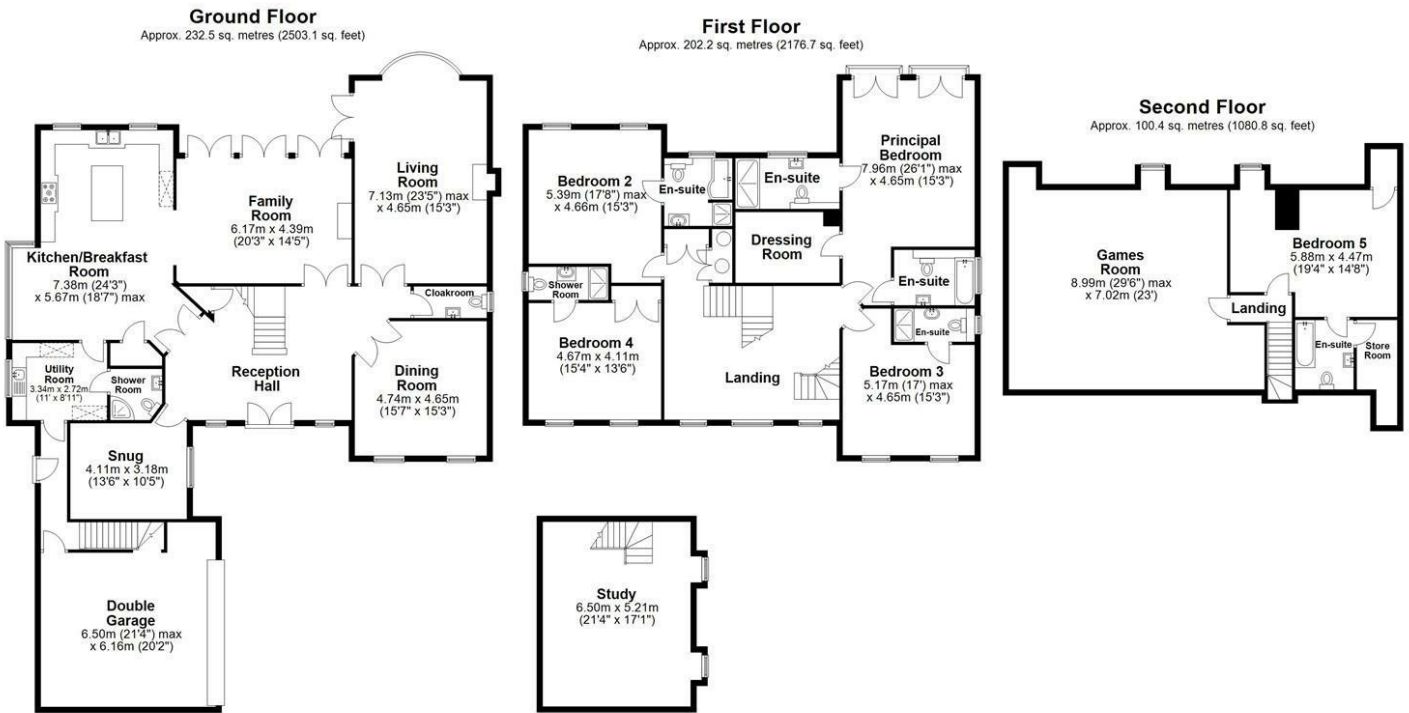 Ground Floor
Approx. 232.5 sq. metres (2503.1 sq. feet)
Living
Room
7.13m (23'5") max
x 4.65m (15'3")
Family
Room
6.17m x 4.39m
(20'3" x 14'5")
Kitchen/Breakfast
Room
7.38m (24'3")
x 5.67m (18'7") max
Cloakroom
Utility
Room
3.34m x 2.72m
(11' x 8'11")
Shower
Room
Reception
Hall
Dining
Room
4.74m x 4.65m
(15'7" x 15'3")
Snug
4.11m x 3.18m
(13'6" x 10'5")
Double
Garage
6.50m (21'4") max
x 6.16m (20'2")
First Floor
Approx. 202.2 sq. metres (2176.7 sq. feet)
Principal
Bedroom
7.96m (26'1") max
x 4.65m (15'3")
Bedroom 2
5.39m (17'8") max
x 4.66m (15'3")
En-suite
En-suite
Dressing
Room
En-suite
Shower
Room
En-suite
Bedroom 4
4.67m x 4.11m
(15'4" x 13'6")
Landing
Bedroom 3
5.17m (17') max
x 4.65m (15'3")
Study
6.50m x 5.21m
(21'4" x 17'1")
Second Floor
Approx. 100.4 sq. metres (1080.8 sq. feet)
Games
Room
8.99m (29'6") max
x 7.02m (23')
Bedroom 5
5.88m x 4.47m
(19'4" x 14'8")
Landing
En-suite
Store
Room